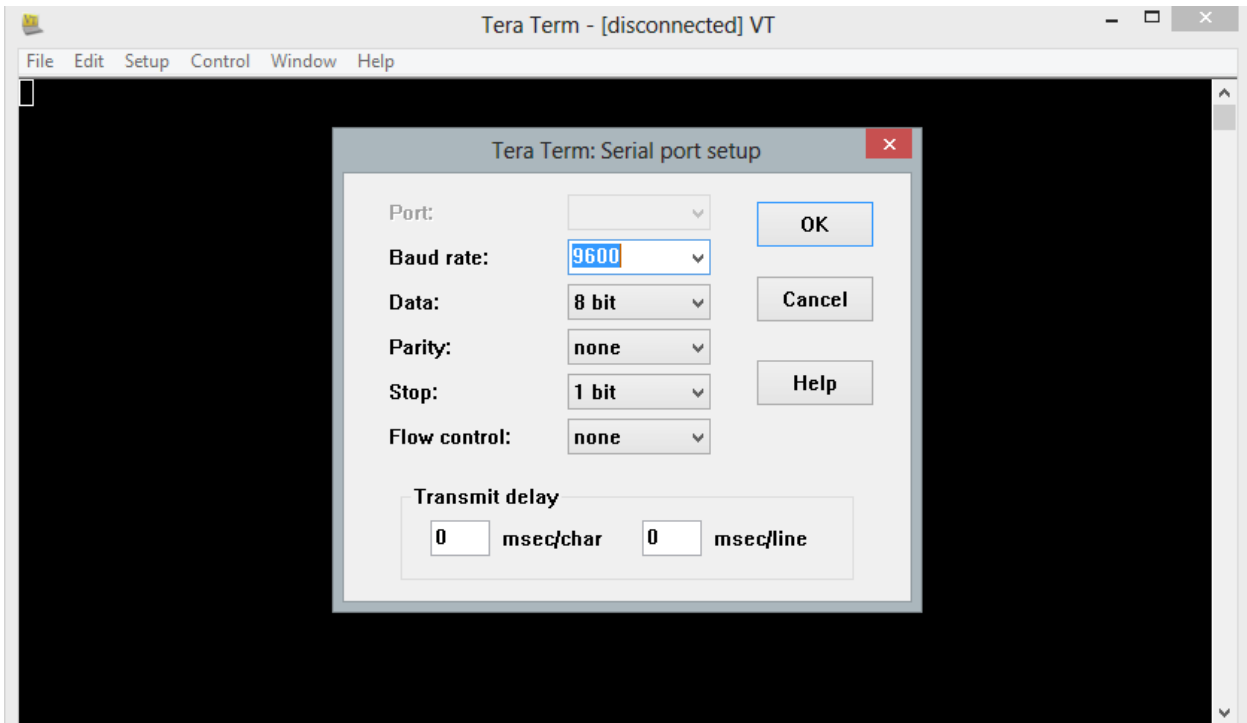 Tera Term - [disconnected] VT
File Edit Setup Control Window Help
Tera Term: Serial port setup
Port:
OK
Baud rate: 9600
Data: 8 bit
Cancel
Parity: none
Help
Stop: 1 bit
Flow control: none
Transmit delay
0 msec/char 0 msec/line